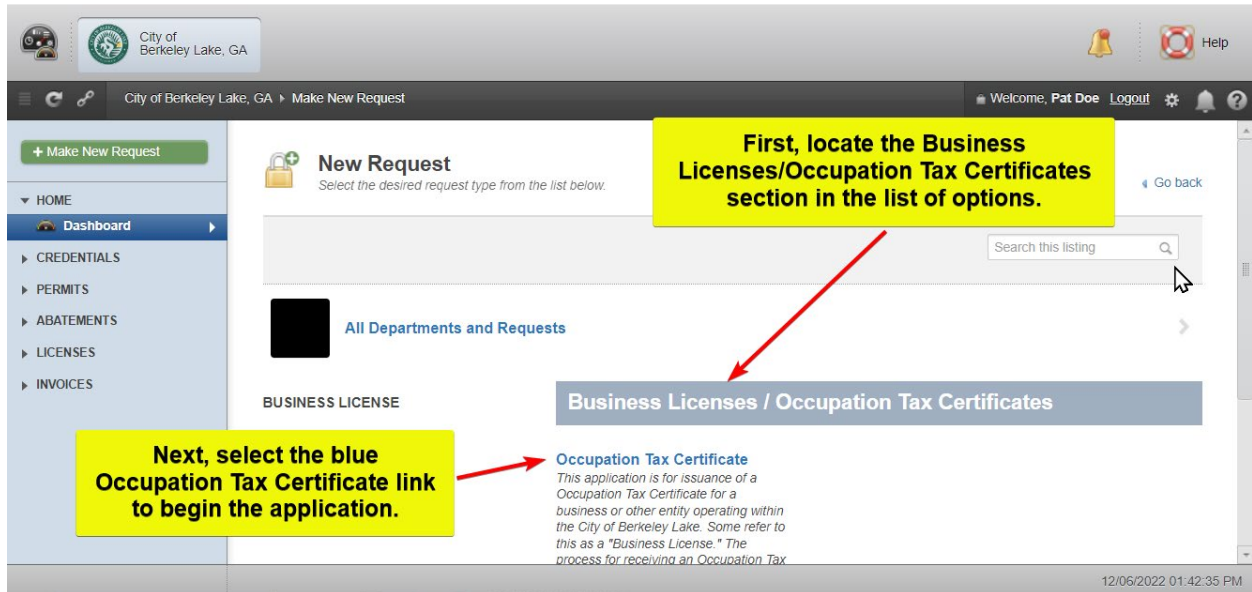 City of
Berkeley Lake, GA
Help
City of Berkeley Lake, GA ▸ Make New Request
Welcome, Pat Doe Logout
+ Make New Request
HOME
Dashboard
CREDENTIALS
PERMITS
ABATEMENTS
LICENSES
INVOICES
New Request
Select the desired request type from the list below.
First, locate the Business
Licenses/Occupation Tax Certificates
section in the list of options.
Go back
Search this listing
All Departments and Requests
BUSINESS LICENSE
Business Licenses / Occupation Tax Certificates
Next, select the blue
Occupation Tax Certificate link
to begin the application.
Occupation Tax Certificate
This application is for issuance of a
Occupation Tax Certificate for a
business or other entity operating within
the City of Berkeley Lake. Some refer to
this as a "Business License." The
process for receiving an Occupation Tax
12/06/2022 01:42:35 PM